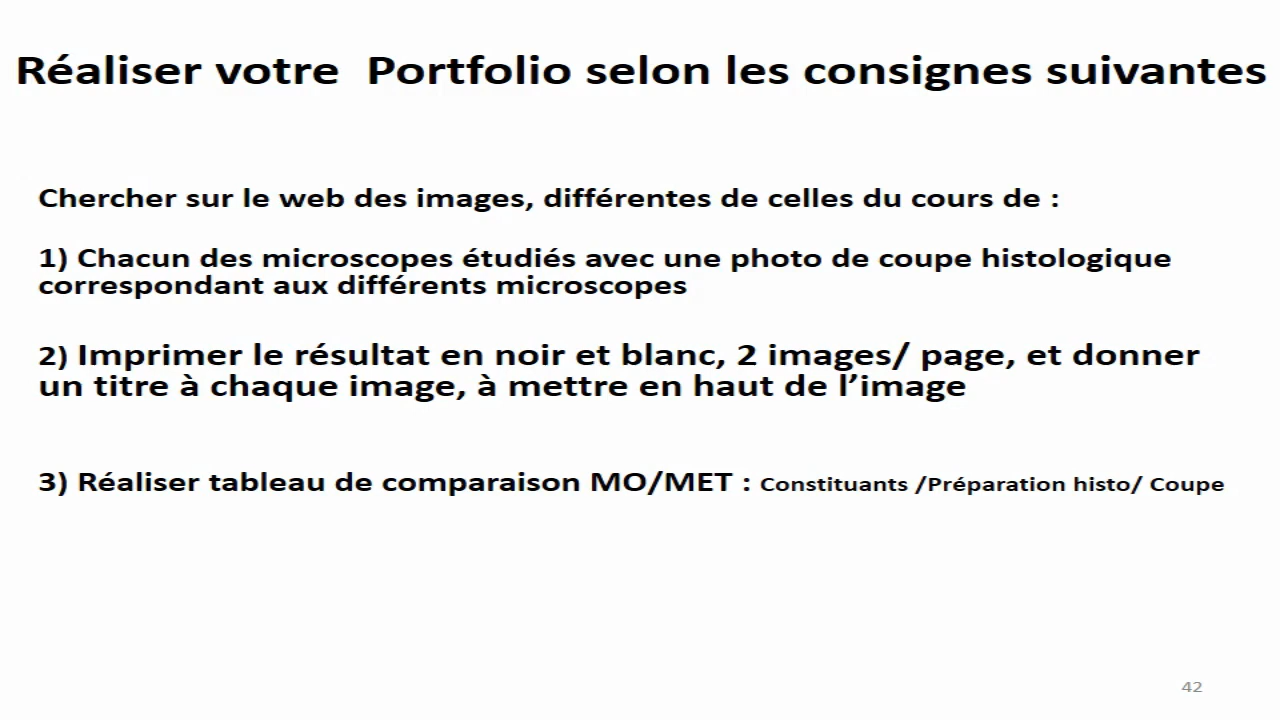 Réaliser votre  Portfolio selon les consignes suivantes
Chercher sur le web des images, différentes de celles du cours de :
1) Chacun des microscopes étudiés avec une photo de coupe histologique
correspondant aux différents microscopes
2) Imprimer le résultat en noir et blanc, 2 images/ page, et donner
un titre à chaque image, à mettre en haut de l’image
3) Réaliser tableau de comparaison MO/MET : Constituants /Préparation histo/ Coupe
42